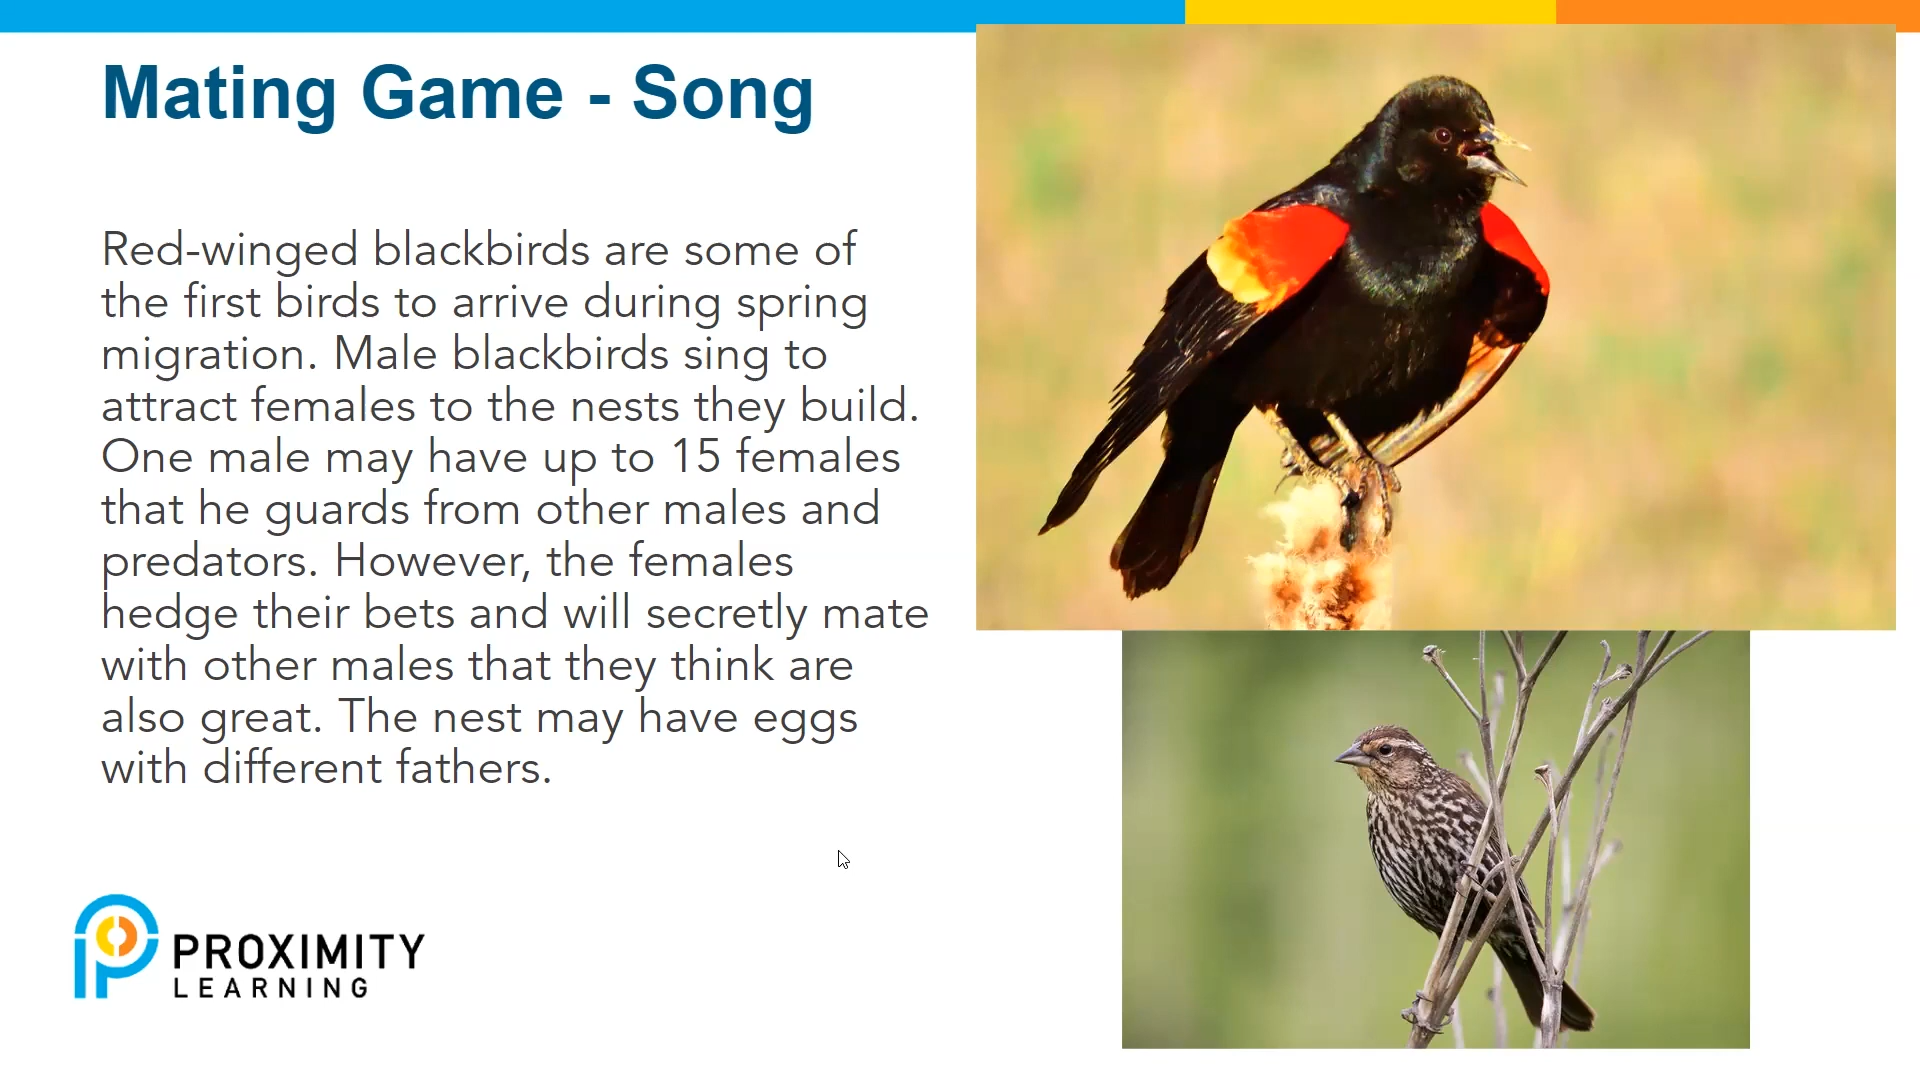 Mating Game - Song
Red-winged blackbirds are some of
the first birds to arrive during spring
migration. Male blackbirds sing to
attract females to the nests they build.
One male may have up to 15 females
that he guards from other males and
predators. However, the females
hedge their bets and will secretly mate
with other males that they think are
also great. The nest may have eggs
with different fathers.
PROXIMITY
LEARNING